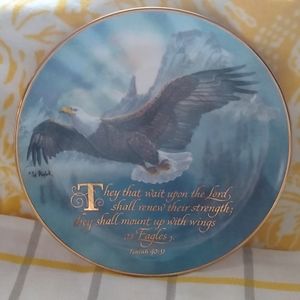 They that wait upon the Lord
shall renew their strength;
they shall mount up with wings
as Eagles
Isaiah 40:31